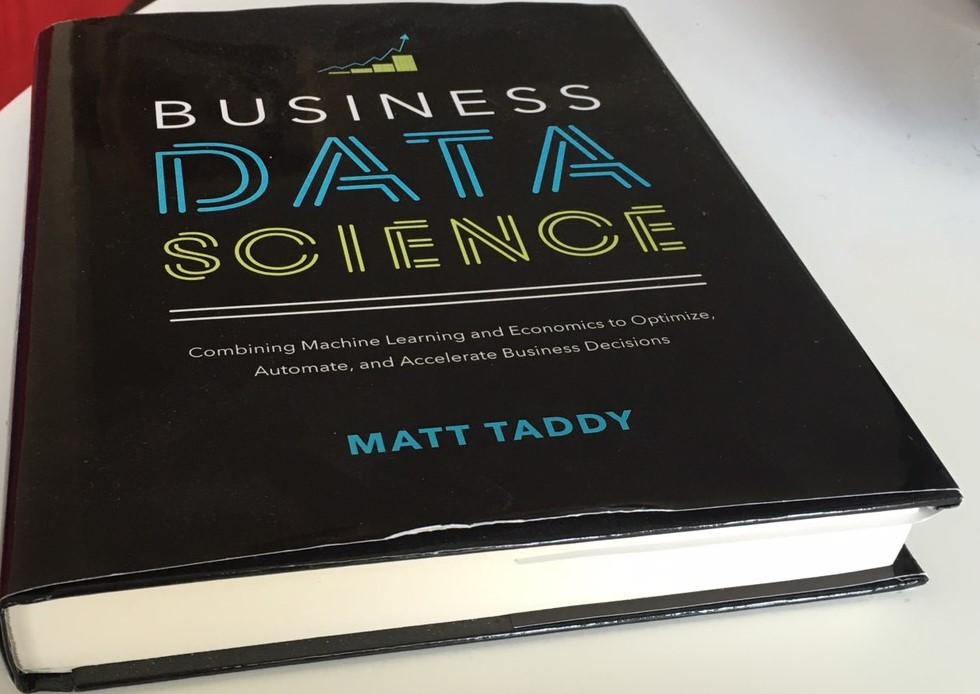 BUSINESS
DATA
SCIENCE
Combining Machine Learning and Economics to Optimize,
Automate, and Accelerate Business Decisions
MATT TADDY